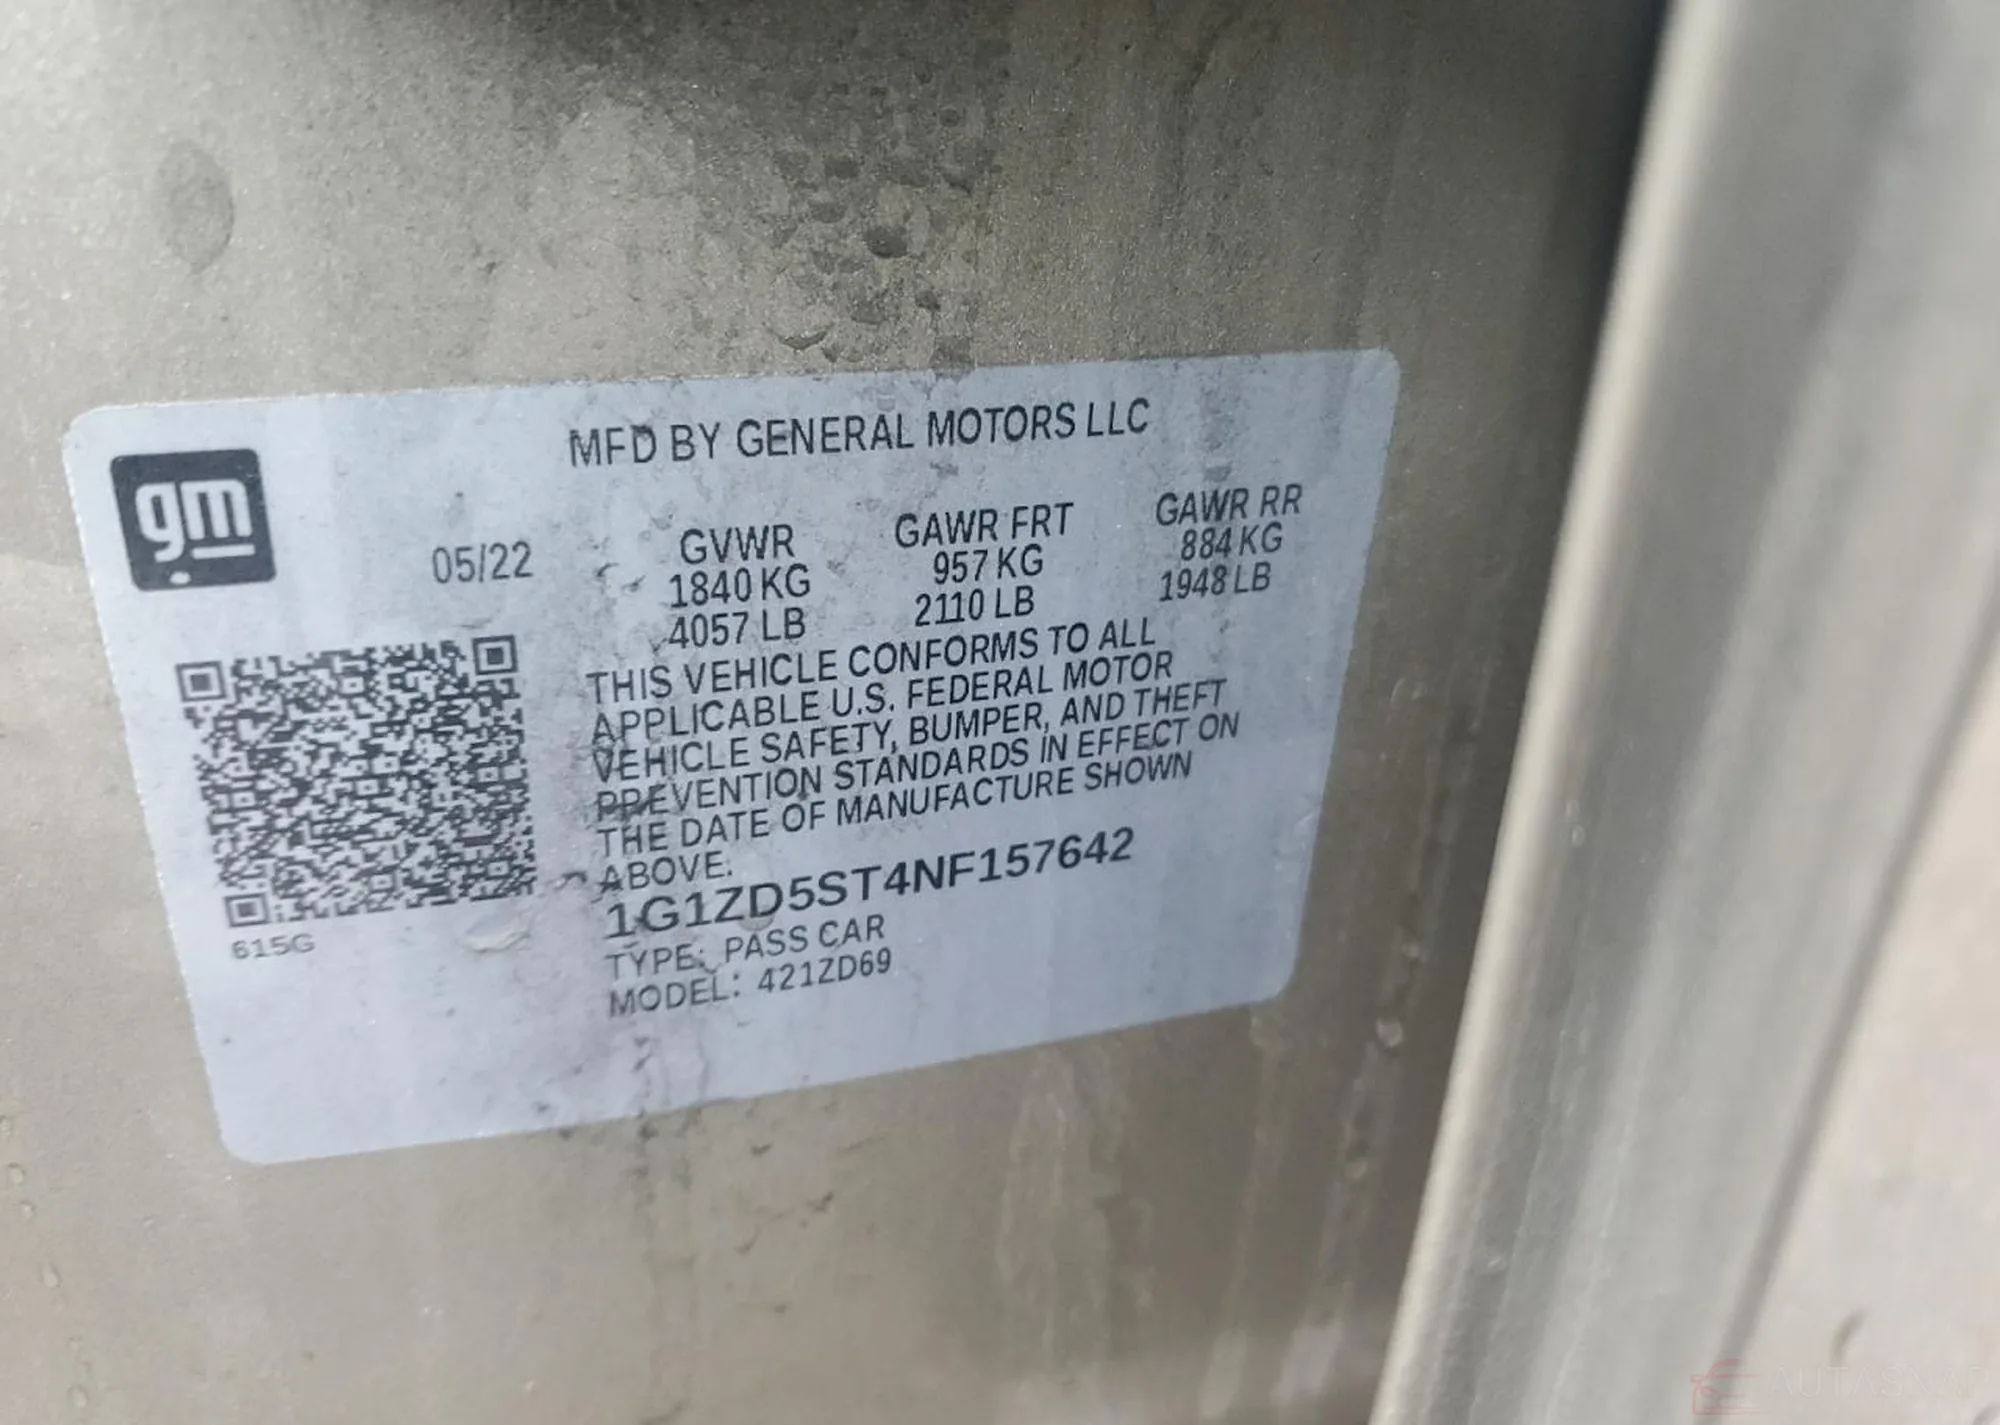 MFD BY GENERAL MOTORS LLC
gm
05/22
GVWR GAWR FRT GAWR RR
1840 KG 957 KG 884 KG
4057 LB 2110 LB 1948 LB
THIS VEHICLE CONFORMS TO ALL
APPLICABLE U.S. FEDERAL MOTOR
VEHICLE SAFETY, BUMPER, AND THEFT
PREVENTION STANDARDS IN EFFECT ON
THE DATE OF MANUFACTURE SHOWN
ABOVE.
1G1ZD5ST4NF157642
TYPE: PASS CAR
MODEL: 421ZD69
615G
AUTASNAP